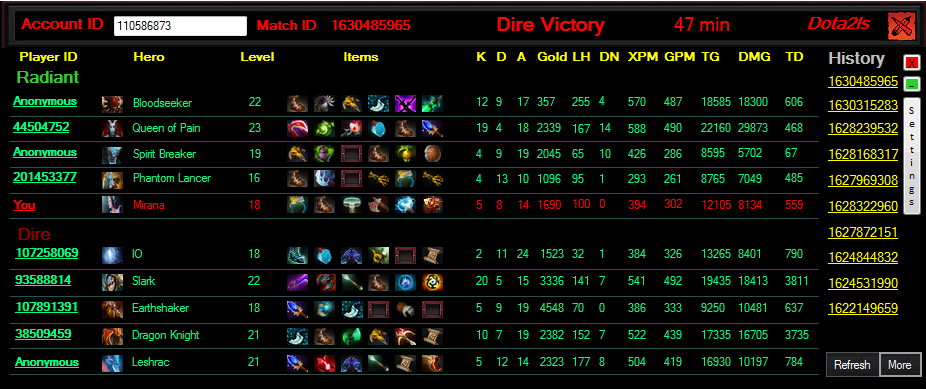 Account ID 110586873 Match ID 1630485965 Dire Victory 47 min Dota2Is
Player ID Hero Level Items K D A Gold LH DN XPM GPM TG DMG TD History
Radiant
Anonymous Bloodseeker 22 12 9 17 357 255 4 570 487 18585 18300 606
44504752 Queen of Pain 23 19 4 18 2339 167 14 588 490 22160 29873 468
Anonymous Spirit Breaker 19 4 9 19 2045 65 10 426 286 8595 5702 67
201453377 Phantom Lancer 16 4 13 10 1096 95 1 293 261 8765 7049 485
You Mirana 18 5 8 14 1690 100 0 394 302 12105 8134 559
Dire
107258069 IO 18 2 11 24 1523 32 1 384 326 13265 8401 790
93588814 Slark 22 20 5 15 3336 141 7 541 492 19435 18413 3811
107891391 Earthshaker 18 5 9 19 4548 70 0 386 333 9250 10481 637
38509459 Dragon Knight 21 10 7 19 2382 152 7 522 439 17335 16705 3735
Anonymous Leshrac 21 5 12 14 2323 177 8 504 419 16930 10197 784
1630485965
1630315283
1628239532
1628168317
1627969308
1628322960
1627872151
1624844832
1624531990
1622149659
X
-
Settings
Refresh More